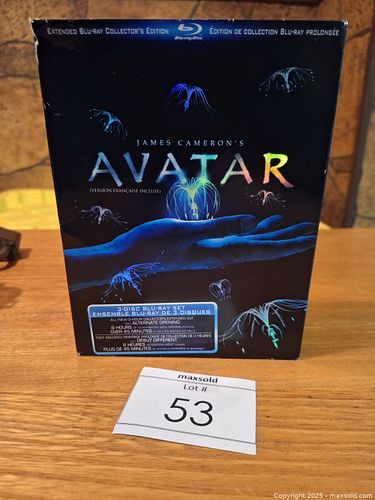 EXTENDED BLU-RAY COLLECTOR'S EDITION
Blu-ray Disc
ÉDITION DE COLLECTION BLU-RAY PROLONGÉE
JAMES CAMERON'S
AVATAR
(VERSION FRANÇAISE INCLUSE)
3-DISC BLU-RAY SET
ENSEMBLE BLU-RAY DE 3 DISQUES
ALTERNATE OPENING
8 HOURS
OVER 45 MINUTES
DÉBUT DIFFÉRENT
8 HEURES
PLUS DE 45 MINUTES
maxsold
Lot #
53
Copyright 2025 - maxsold.com